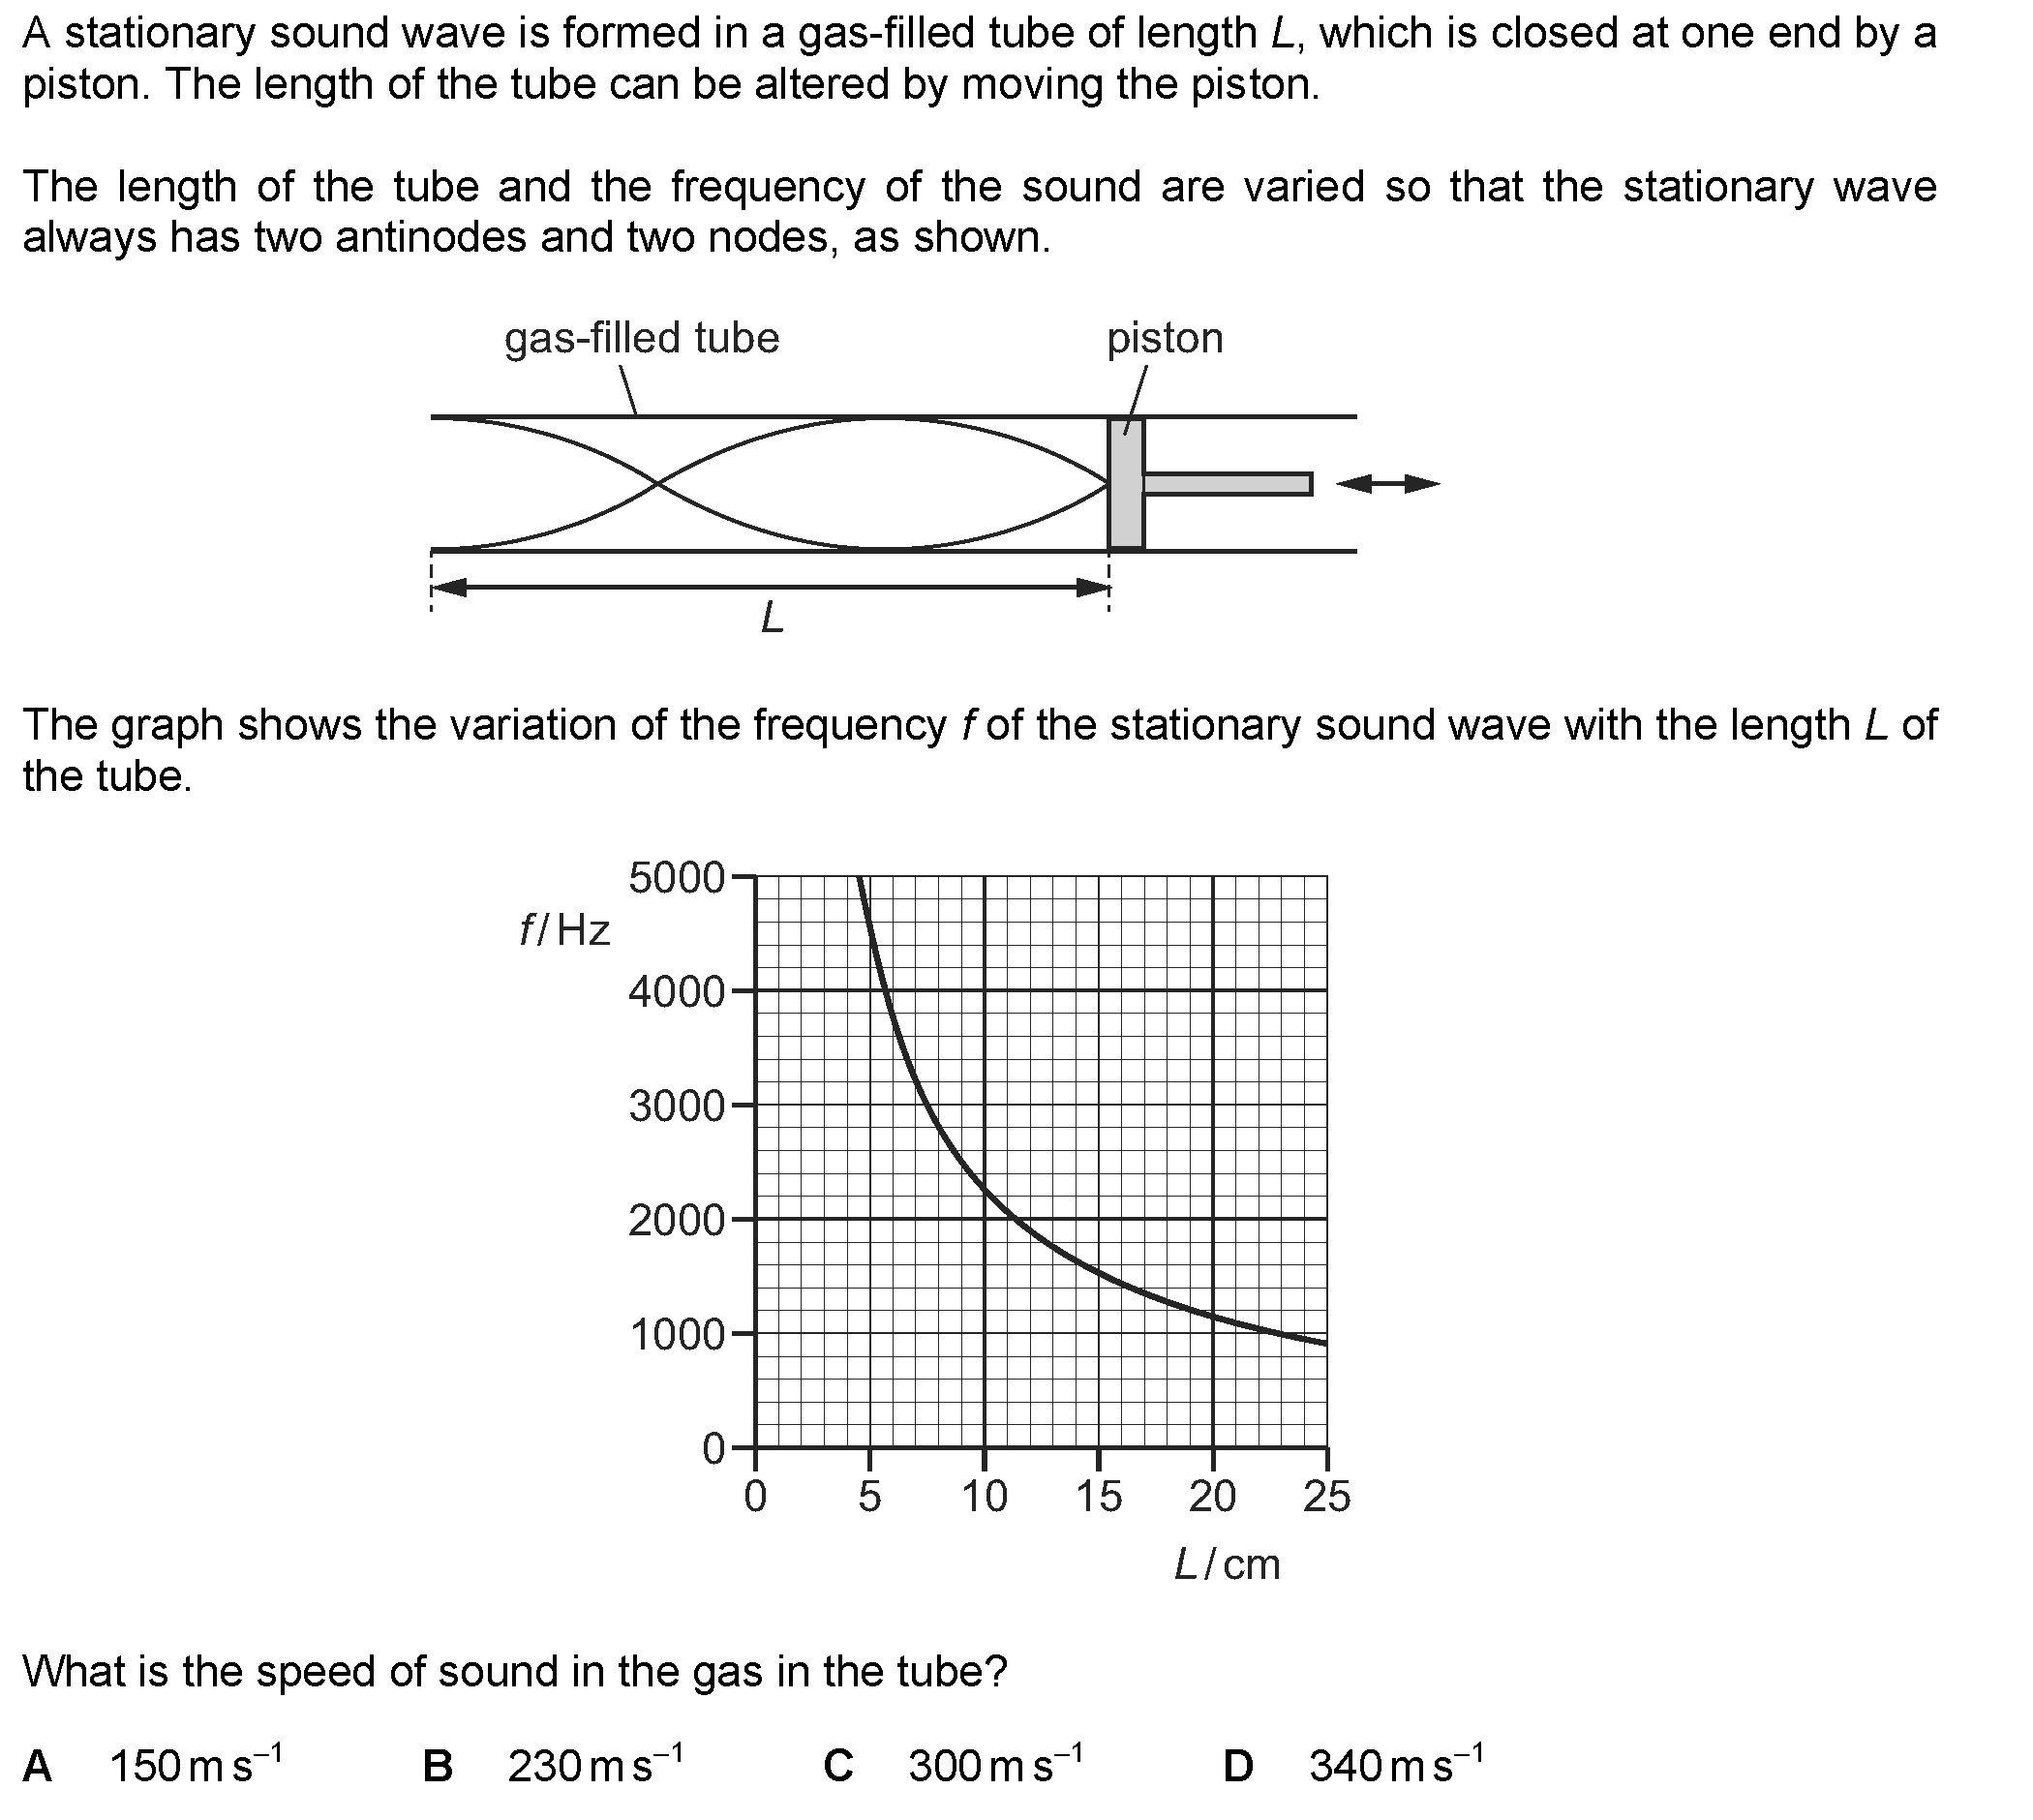 A stationary sound wave is formed in a gas-filled tube of length L, which is closed at one end by a
piston. The length of the tube can be altered by moving the piston.
The length of the tube and the frequency of the sound are varied so that the stationary wave
always has two antinodes and two nodes, as shown.
gas-filled tube piston
L
The graph shows the variation of the frequency f of the stationary sound wave with the length L of
the tube.
5000
f / Hz
4000
3000
2000
1000
0
0 5 10 15 20 25
L / cm
What is the speed of sound in the gas in the tube?
A 150 m s⁻¹ B 230 m s⁻¹ C 300 m s⁻¹ D 340 m s⁻¹